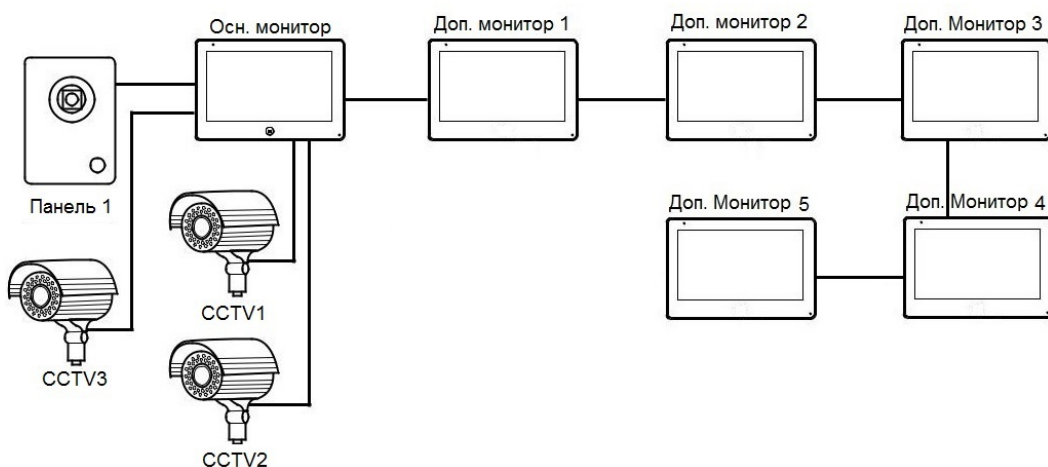 Осн. монитор
Доп. монитор 1
Доп. монитор 2
Доп. Монитор 3
Панель 1
Доп. Монитор 5
Доп. Монитор 4
CCTV1
CCTV3
CCTV2